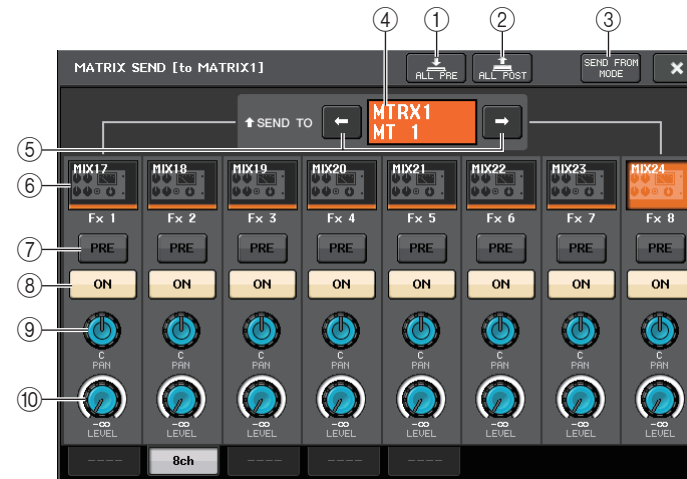 ① ② ③ ④
MATRIX SEND [to MATRIX1] ALL PRE ALL POST SEND FROM MODE ×
⑤ SEND TO MTRX1
MT 1
⑥ MIX17 MIX18 MIX19 MIX20 MIX21 MIX22 MIX23 MIX24
Fx 1 Fx 2 Fx 3 Fx 4 Fx 5 Fx 6 Fx 7 Fx 8
⑦ PRE PRE PRE PRE PRE PRE PRE PRE
⑧ ON ON ON ON ON ON ON ON
⑨ C C C C C C C C
PAN PAN PAN PAN PAN PAN PAN PAN
⑩ -∞ -∞ -∞ -∞ -∞ -∞ -∞ -∞
LEVEL LEVEL LEVEL LEVEL LEVEL LEVEL LEVEL LEVEL
---- 8ch ---- ---- ----